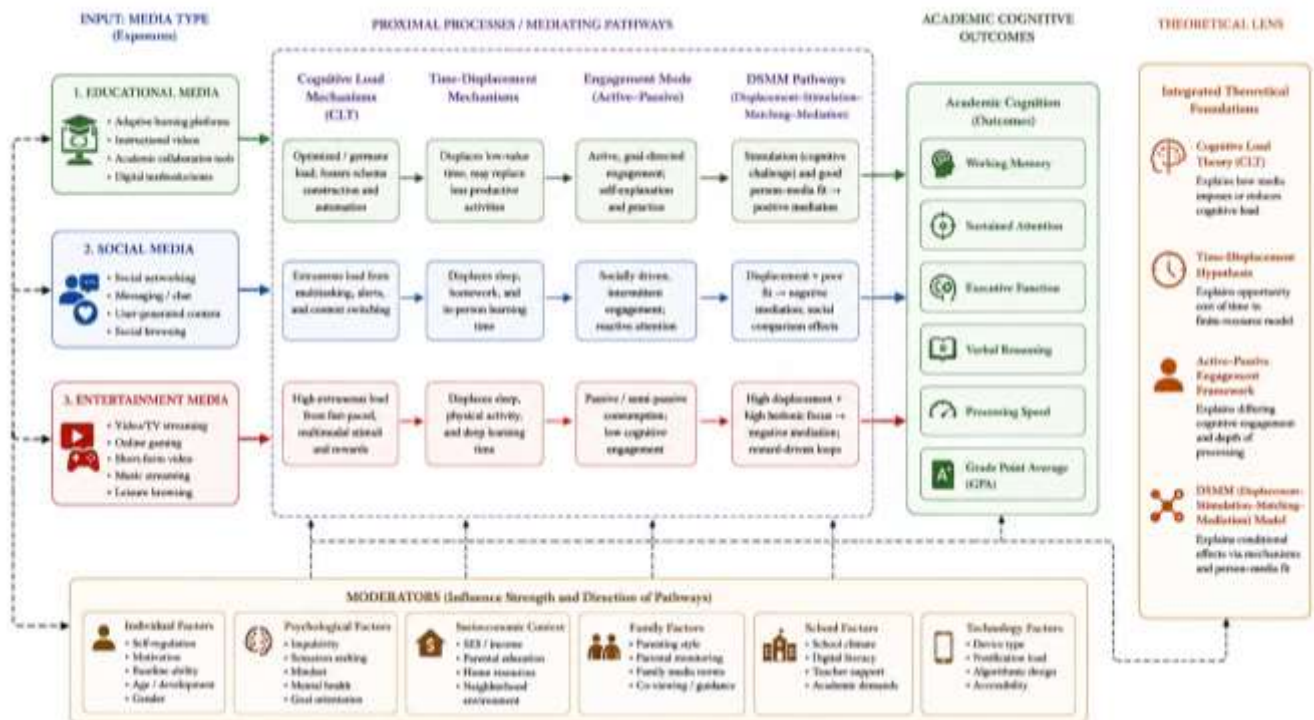 INPUT: MEDIA TYPE
(Exposures)
PROXIMAL PROCESSES / MEDIATING PATHWAYS
ACADEMIC COGNITIVE
OUTCOMES
THEORETICAL LENS
1. EDUCATIONAL MEDIA
• Adaptive learning platforms
• Instructional videos
• Academic collaboration tools
• Digital
2. SOCIAL MEDIA
• Social networking
• Messaging / chat
• User-generated content
• Social browsing
3. ENTERTAINMENT MEDIA
• Video/TV streaming
• Online gaming
• Short-form video
• Music streaming
• Leisure browsing
Cognitive Load
Mechanisms
(CLT)
Optimized / germane
load; fosters schema
construction and
automation
Extraneous load from
multitasking, alerts,
and context switching
High extraneous load
from fast-paced,
multimodal stimuli
and rewards
Time-Displacement
Mechanisms
Displaces low-value
time, may replace
less productive
activities
Displaces sleep,
homework, and
in-person learning
time
Displaces sleep,
physical activity,
and deep learning
time
Engagement Mode
(Active–Passive)
Active, goal-directed
engagement;
self-explanation
and practice
Socially driven,
intermittent
engagement;
reactive attention
Passive / semi-passive
consumption;
low cognitive
engagement
DSMM Pathways
(Displacement–Stimulation–
Matching–Mediation)
Stimulation (cognitive
challenge) and good
person-media fit →
positive mediation
Displacement + poor
fit → negative
mediation; social
comparison effects
High displacement +
high hedonic focus →
negative mediation;
reward-driven loops
Academic Cognition
(Outcomes)
Working Memory
Sustained Attention
Executive Function
Verbal Reasoning
Processing Speed
A+
Grade Point Average
(GPA)
Integrated Theoretical
Foundations
Cognitive Load
Theory (CLT)
Explains how media
imposes or reduces
cognitive load
Time-Displacement
Hypothesis
Explains opportunity
cost of time in
finite-resource model
Active–Passive
Engagement
Framework
Explains differing
cognitive engagement
and depth of
processing
DSMM (Displacement–
Stimulation–Matching–
Mediation) Model
Explains conditional
effects via mechanisms
and person-media fit
MODERATORS (Influence Strength and Direction of Pathways)
Individual Factors
• Self-regulation
• Motivation
• Baseline ability
• Age / development
• Gender
Psychological Factors
• Impulsivity
• Sensation seeking
• Mindset
• Mental health
• Goal orientation
$
Socioeconomic Context
• SES / income
• Parental education
• Home resources
• Neighborhood
environment
Family Factors
• Parenting style
• Parental monitoring
• Family media norms
• Co-viewing / guidance
School Factors
• School climate
• Digital literacy
• Teacher support
• Academic demands
Technology Factors
• Device type
• Notification load
• Algorithmic design
• Accessibility